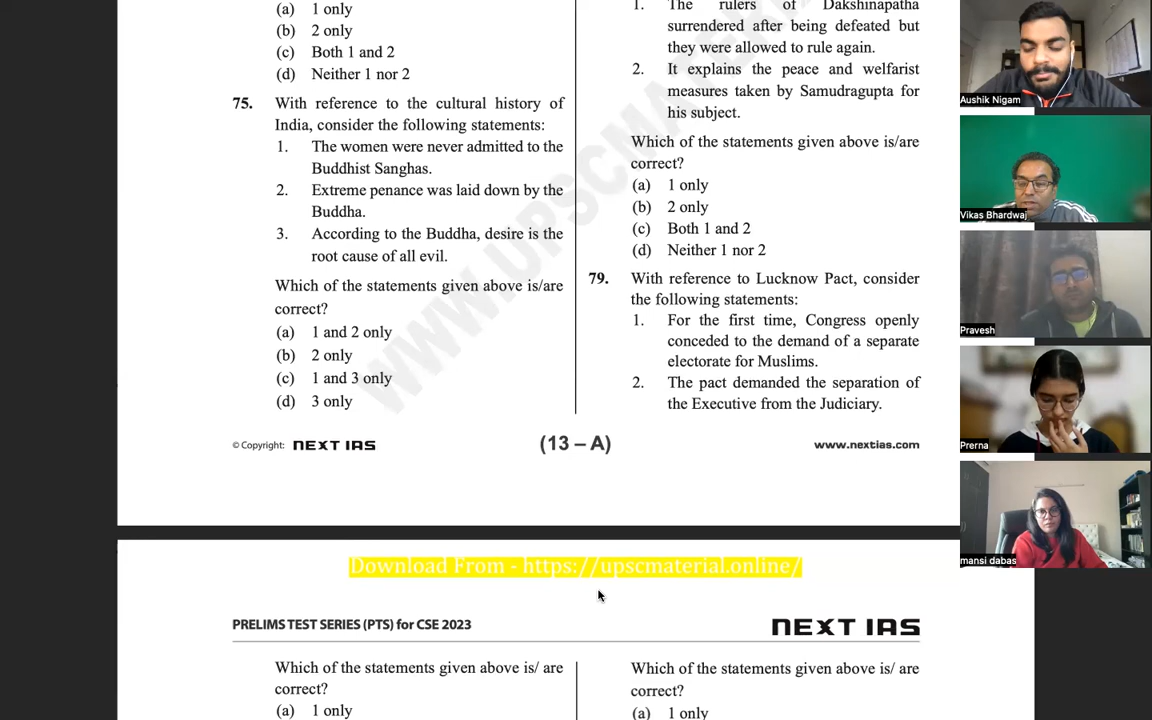 (a) 1 only
(b) 2 only
(c) Both 1 and 2
(d) Neither 1 nor 2
75. With reference to the cultural history of
India, consider the following statements:
1. The women were never admitted to the
Buddhist Sanghas.
2. Extreme penance was laid down by the
Buddha.
3. According to the Buddha, desire is the
root cause of all evil.
Which of the statements given above is/are
correct?
(a) 1 and 2 only
(b) 2 only
(c) 1 and 3 only
(d) 3 only
1. The rulers of Dakshinapatha
surrendered after being defeated but
they were allowed to rule again.
2. It explains the peace and welfarist
measures taken by Samudragupta for
his subject.
Which of the statements given above is/are
correct?
(a) 1 only
(b) 2 only
(c) Both 1 and 2
(d) Neither 1 nor 2
79. With reference to Lucknow Pact, consider
the following statements:
1. For the first time, Congress openly
conceded to the demand of a separate
electorate for Muslims.
2. The pact demanded the separation of
the Executive from the Judiciary.
WWW.UPSCMATER
© Copyright: NEXT IAS (13 – A) www.nextias.com
Download From - https://upscmaterial.online/
PRELIMS TEST SERIES (PTS) for CSE 2023 NEXT IAS
Which of the statements given above is/ are
correct?
(a) 1 only
Which of the statements given above is/ are
correct?
(a) 1 only
Aushik Nigam
Vikas Bhardwaj
Pravesh
Prerna
mansi dabas